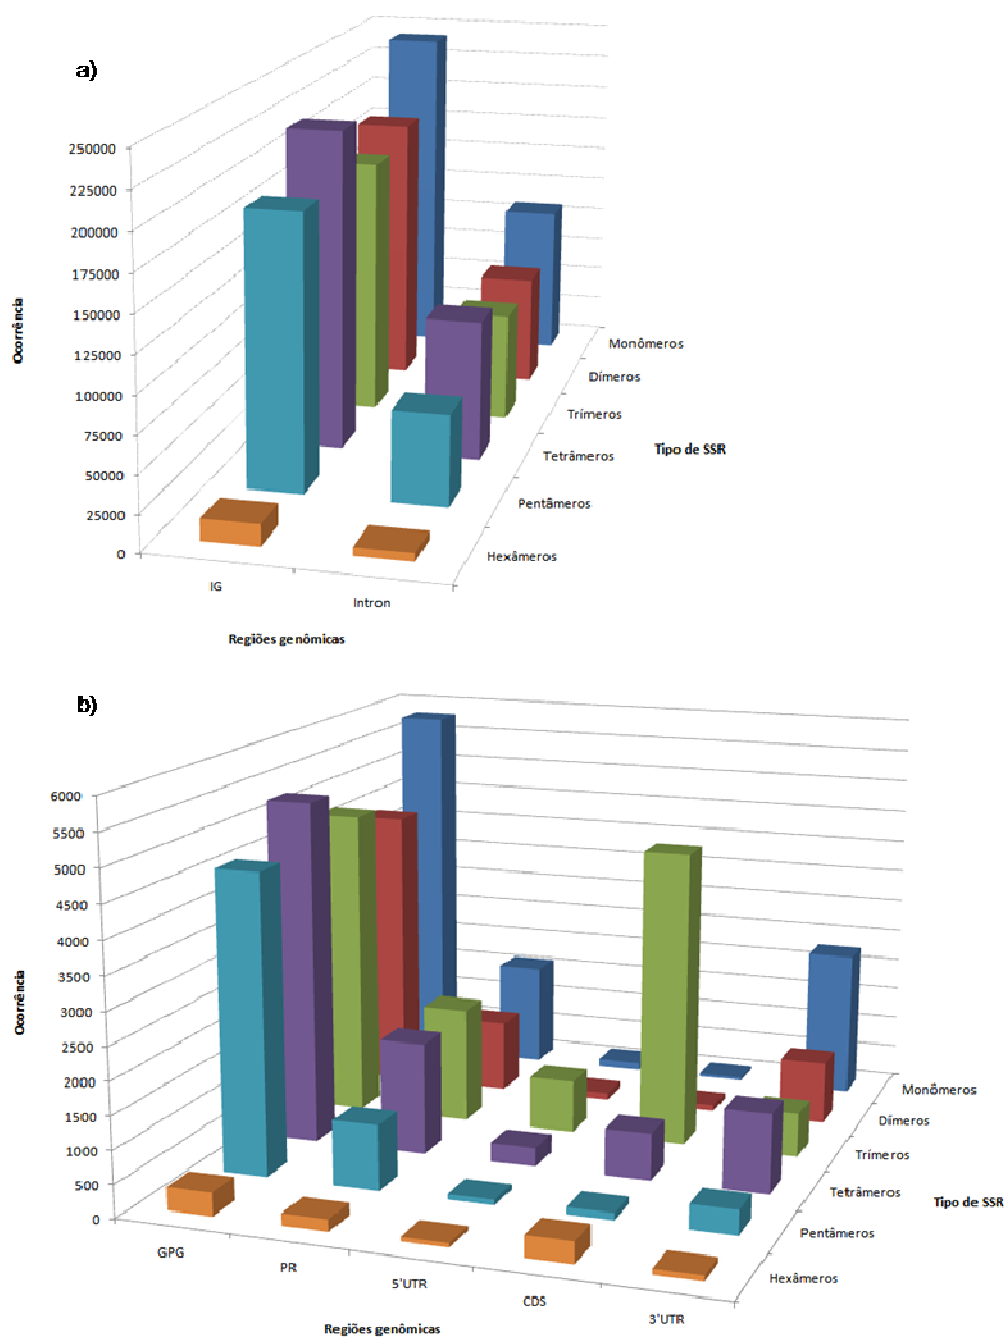 a)
250000
225000
200000
175000
150000
125000
100000
75000
50000
25000
0
Ocorrência
Monômeros
Dímeros
Trímeros
Tetrâmeros
Pentâmeros
Hexâmeros
Tipo de SSR
IG
Intron
Regiões genômicas
b)
6000
5500
5000
4500
4000
3500
3000
2500
2000
1500
1000
500
0
Ocorrência
Monômeros
Dímeros
Trímeros
Tetrâmeros
Pentâmeros
Hexâmeros
Tipo de SSR
GPG
PR
5'UTR
CDS
3'UTR
Regiões genômicas